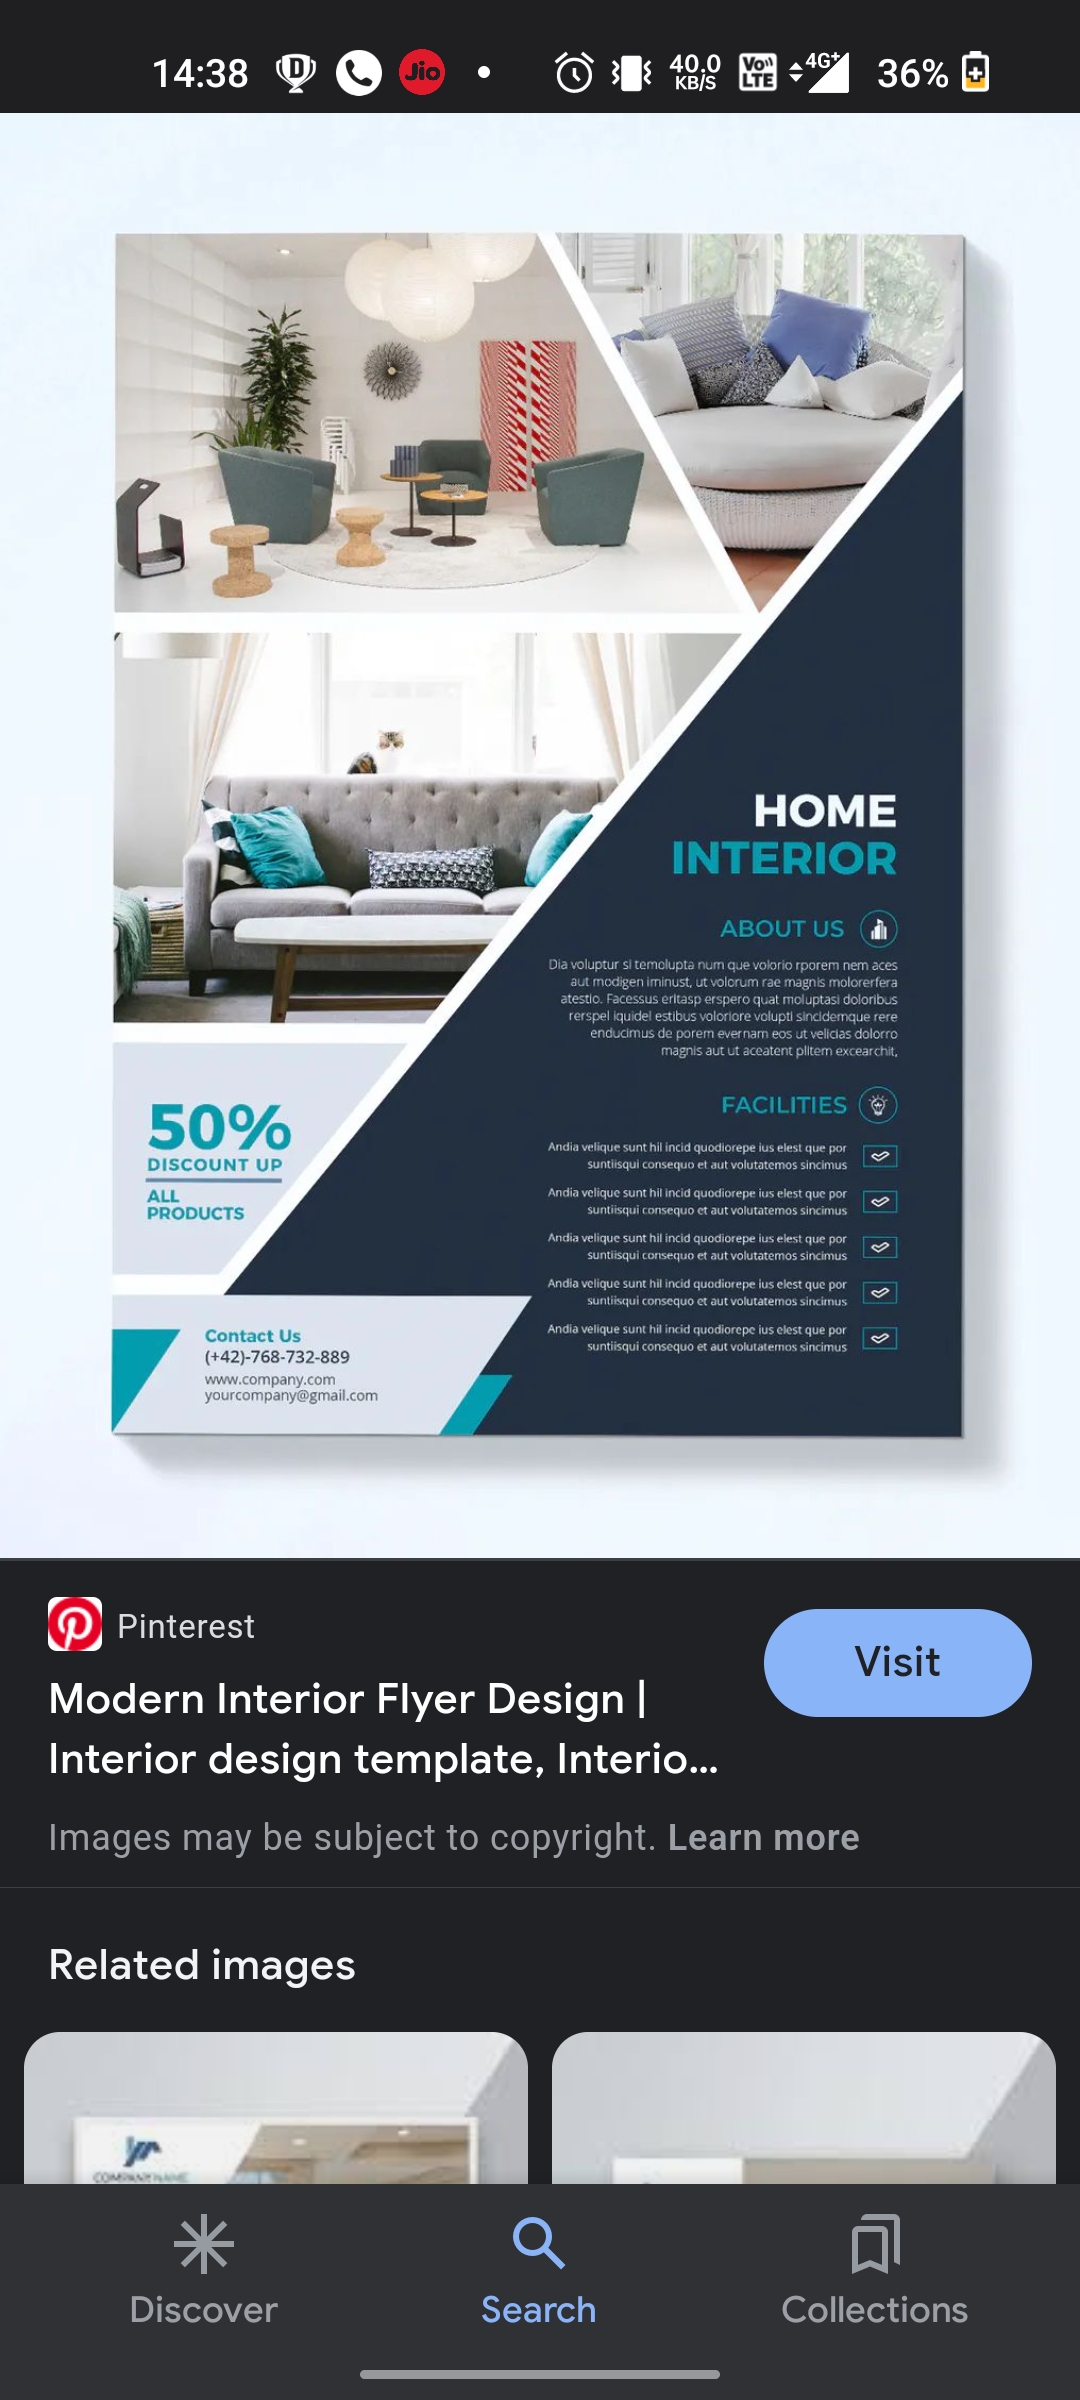 14:38
D
Jio
40.0
KB/S
Vo
LTE
4G+
36%
HOME
INTERIOR
ABOUT US
Dia voluptur si temolupta num que volorio rporem nem aces
aut modigen iminust, ut volorum rae magnis molorerfera
atestio. Facessus eritasp erspero quat moluptasi doloribus
rerspel iquidel estibus voloriore volupti sincidemque rere
enducimus de porem evernam eos ut velicias dolorro
magnis aut ut aceatent plitem excearchit,
FACILITIES
Andia velique sunt hil incid quodiorepe ius elest que por
suntiisqui consequo et aut volutatemos sincimus
Andia velique sunt hil incid quodiorepe ius elest que por
suntiisqui consequo et aut volutatemos sincimus
Andia velique sunt hil incid quodiorepe ius elest que por
suntiisqui consequo et aut volutatemos sincimus
Andia velique sunt hil incid quodiorepe ius elest que por
suntiisqui consequo et aut volutatemos sincimus
Andia velique sunt hil incid quodiorepe ius elest que por
suntiisqui consequo et aut volutatemos sincimus
50%
DISCOUNT UP
ALL
PRODUCTS
Contact Us
(+42)-768-732-889
www.company.com
yourcompany@gmail.com
Pinterest
Visit
Modern Interior Flyer Design |
Interior design template, Interio...
Images may be subject to copyright. Learn more
Related images
COMPANY NAME
Discover
Search
Collections